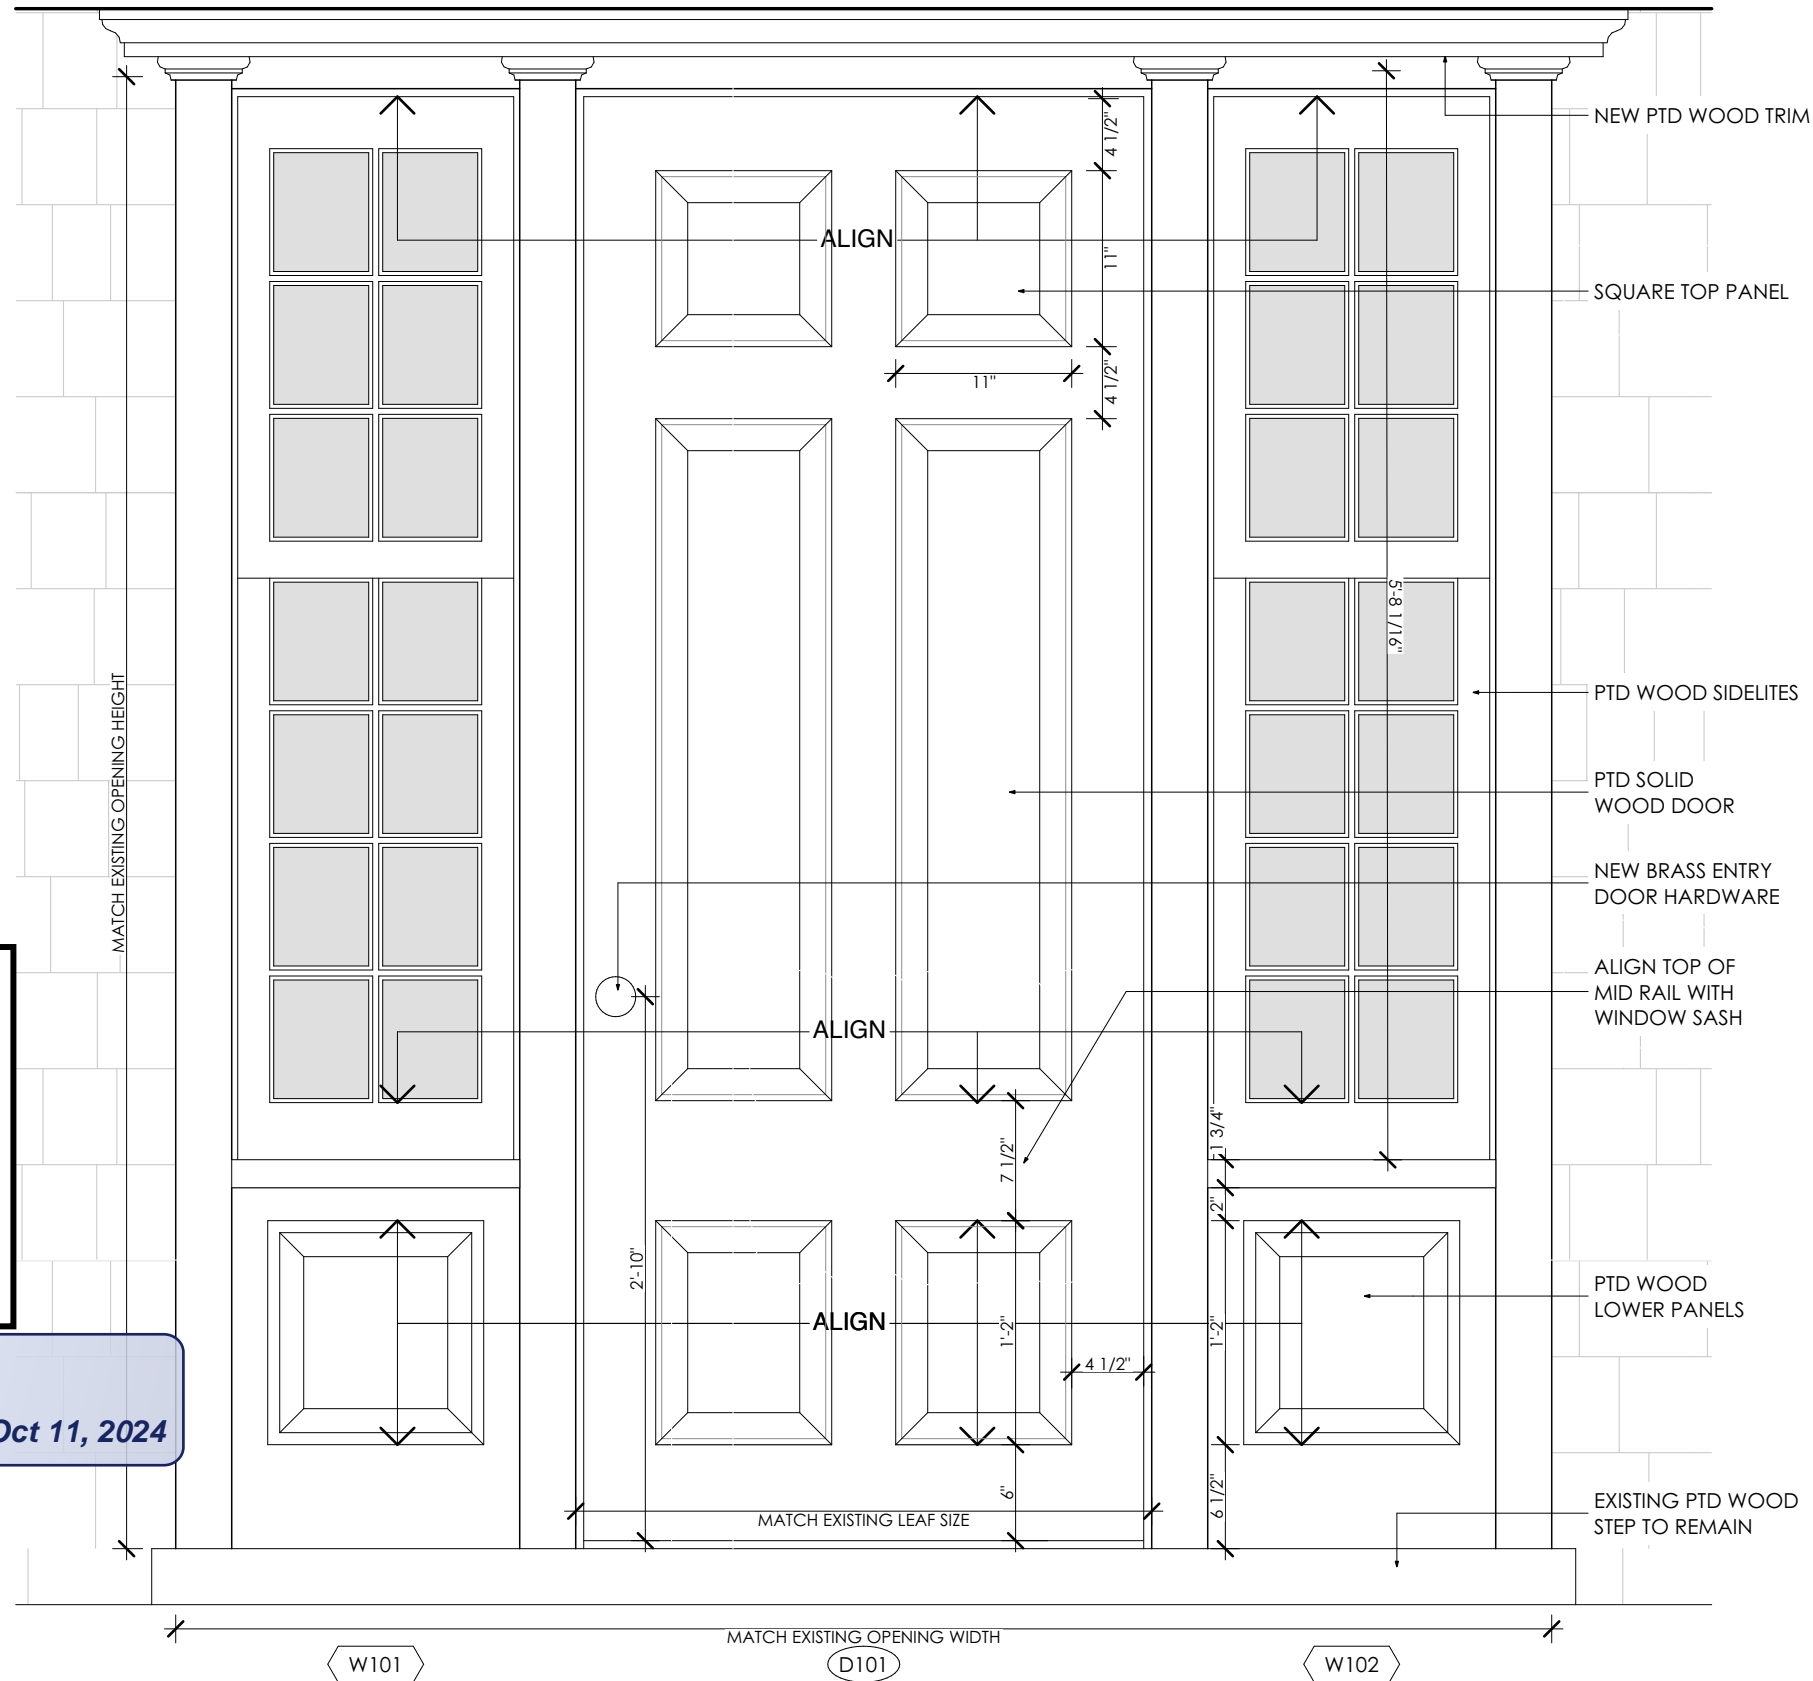 NEW PTD WOOD TRIM
4 1/2"
ALIGN
11"
SQUARE TOP PANEL
11"
4 1/2"
5'-8 1/16"
MATCH EXISTING OPENING HEIGHT
PTD WOOD SIDELITES
PTD SOLID
WOOD DOOR
NEW BRASS ENTRY
DOOR HARDWARE
ALIGN TOP OF
MID RAIL WITH
WINDOW SASH
ALIGN
7 1/2"
1 3/4"
2"
2'-10"
PTD WOOD
LOWER PANELS
ALIGN
1'-2"
1'-2"
4 1/2"
Oct 11, 2024
6"
6 1/2"
MATCH EXISTING LEAF SIZE
EXISTING PTD WOOD
STEP TO REMAIN
MATCH EXISTING OPENING WIDTH
W101
D101
W102